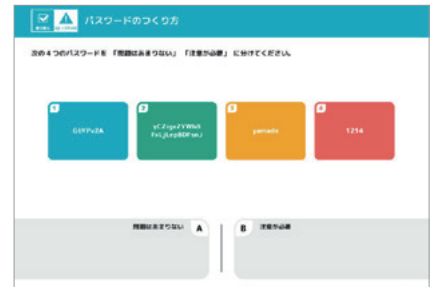 パスワードのつくり方
次の4つのパスワードを 「問題はあまりない」 「注意が必要」 に分けてください。
1
2
3
4
yamada
1214
問題はあまりない A
B 注意が必要